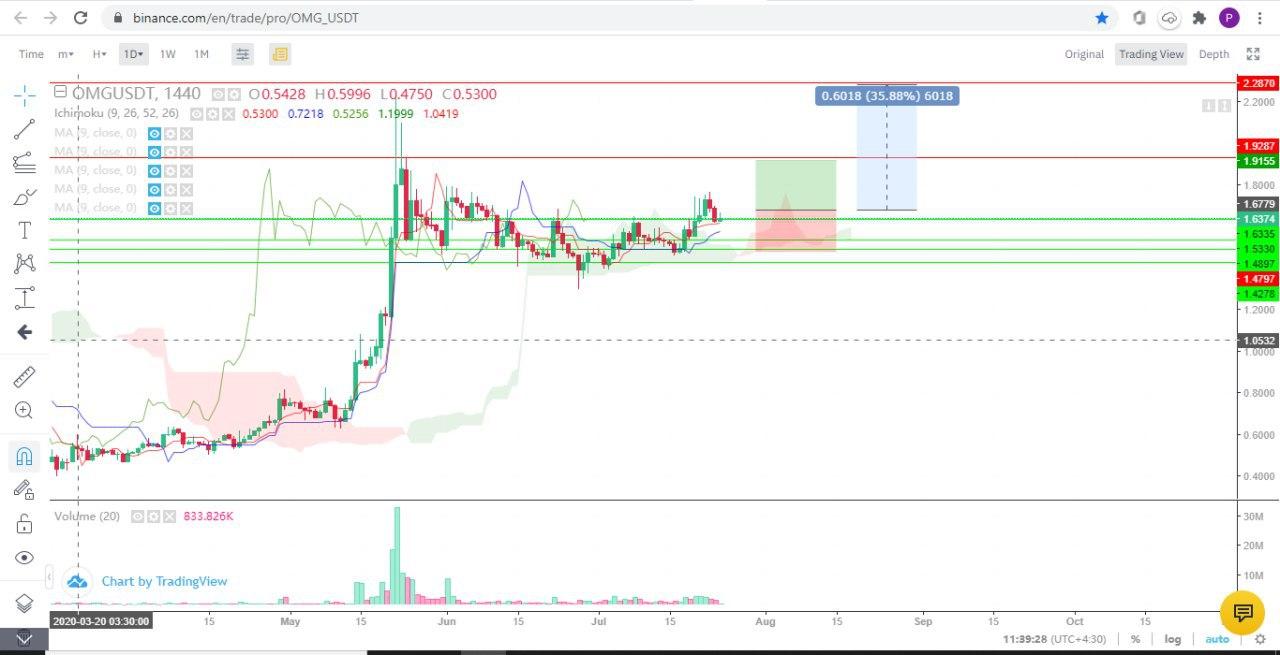 binance.com/en/trade/pro/OMG_USDT
P
Time m▾ H▾ 1D▾ 1W 1M Original Trading View Depth
OMGUSDT, 1440 O0.5428 H0.5996 L0.4750 C0.5300
Ichimoku (9, 26, 52, 26) 0.5300 0.7218 0.5256 1.1999 1.0419
MA (9, close, 0)
MA (9, close, 0)
MA (9, close, 0)
MA (9, close, 0)
MA (9, close, 0)
0.6018 (35.88%) 6018
2.2870
2.2000
1.9287
1.9155
1.8000
1.6779
1.6374
1.6335
1.5330
1.4897
1.4797
1.4278
1.2000
1.0532
1.0000
0.8000
0.6000
0.4000
Volume (20) 833.826K
30M
20M
10M
Chart by TradingView
2020-03-20 03:30:00 15 May 15 Jun 15 Jul 15 Aug 15 Sep 15 Oct 15
11:39:28 (UTC+4:30) % log auto